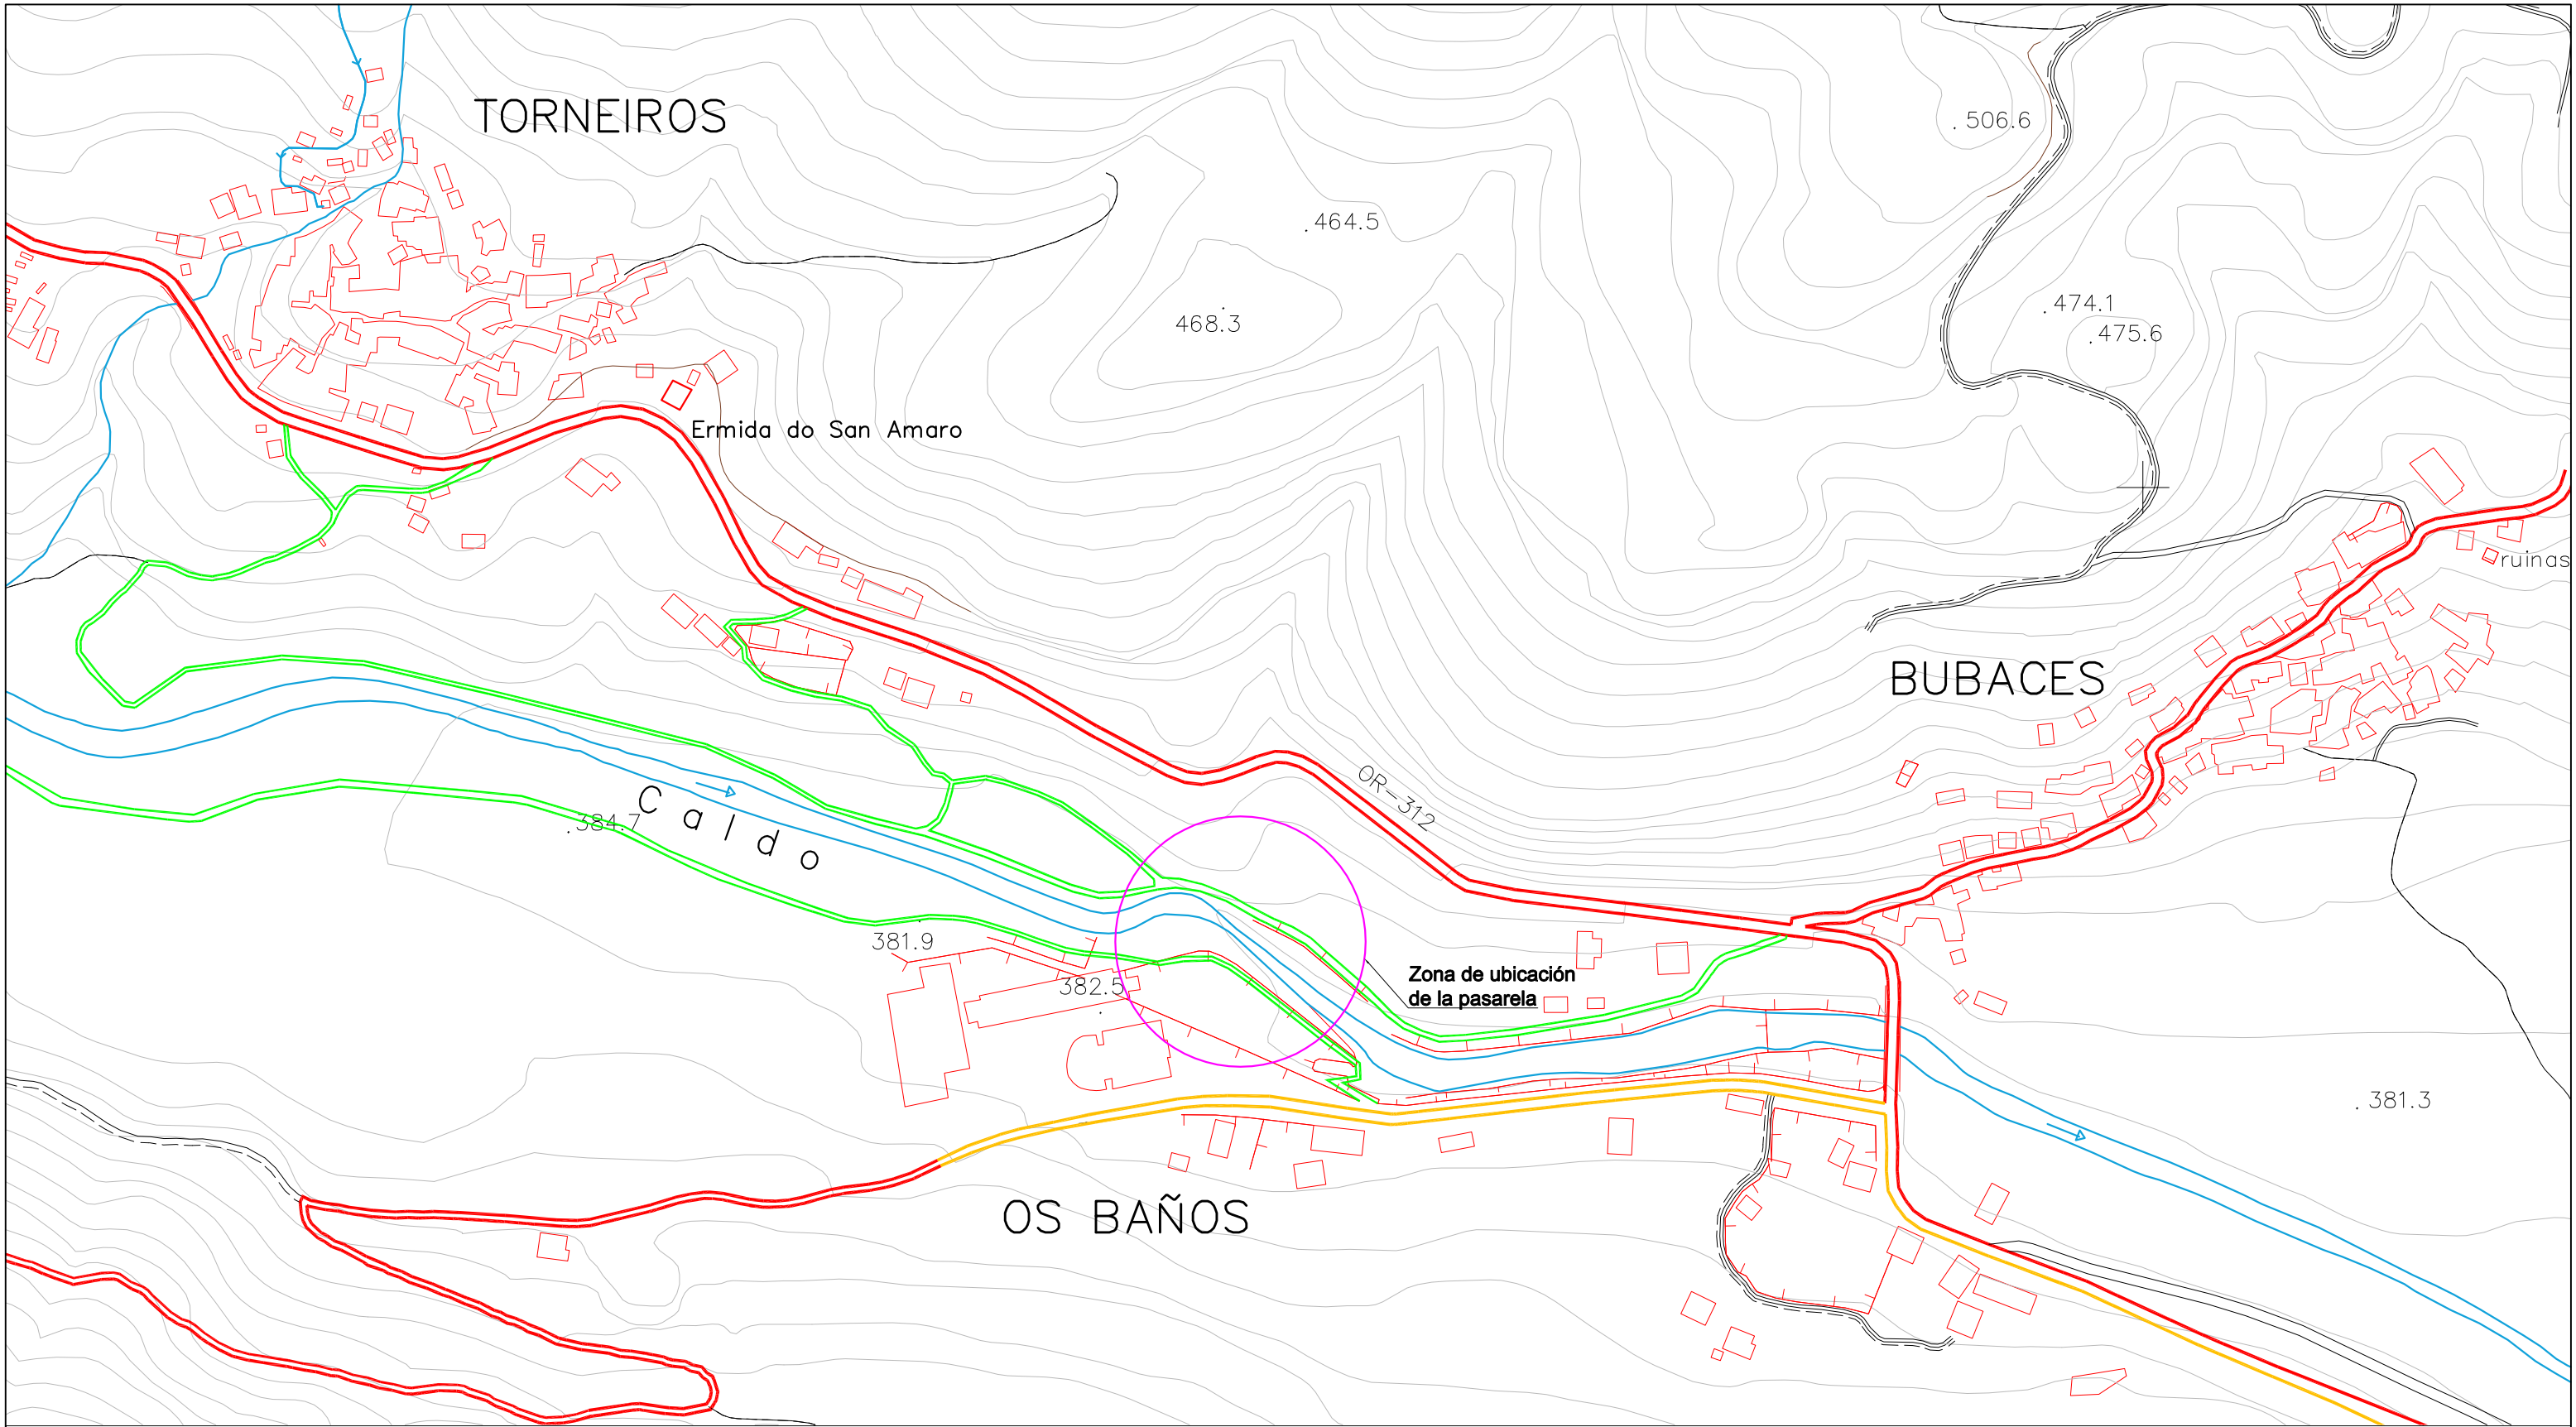 TORNEIROS
. 506.6
. 464.5
. 474.1
468.3
. 475.6
Ermida do San Amaro
ruinas
BUBACES
OR-312
. 384.7
Caldo
381.9
Zona de ubicación
de la pasarela
382.5
. 381.3
OS BAÑOS